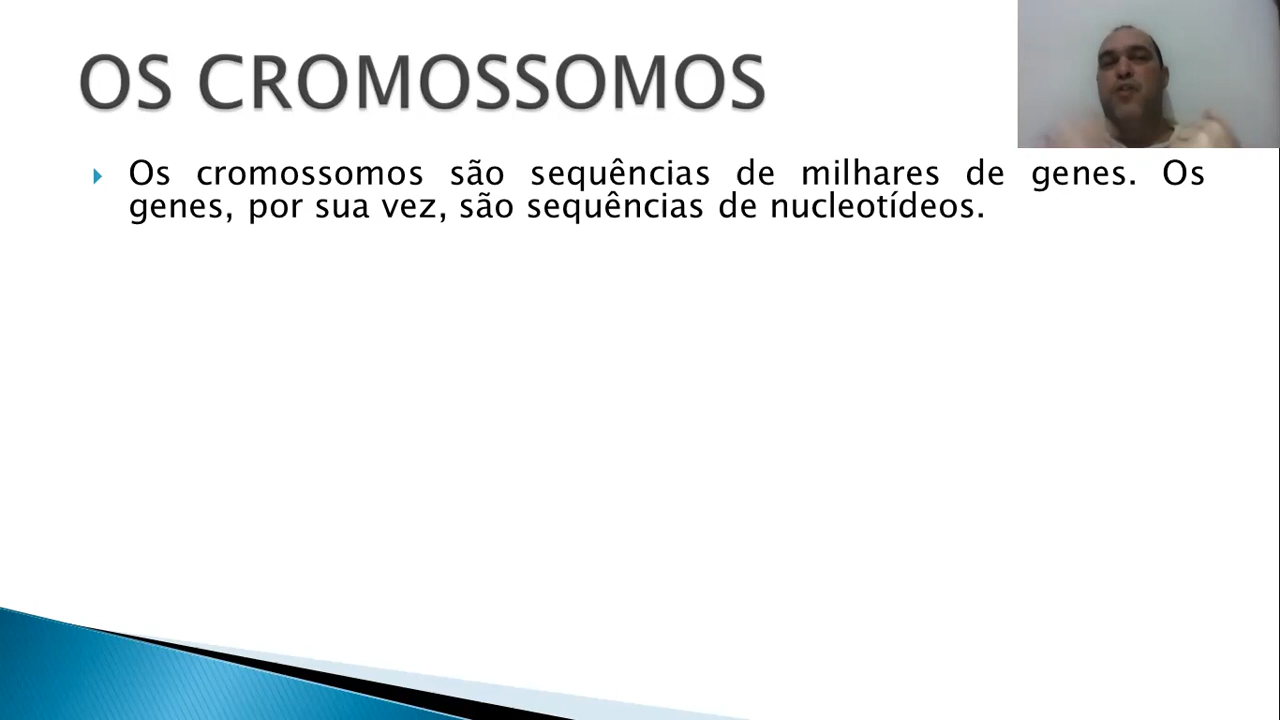 OS CROMOSSOMOS
Os cromossomos são sequências de milhares de genes. Os
genes, por sua vez, são sequências de nucleotídeos.